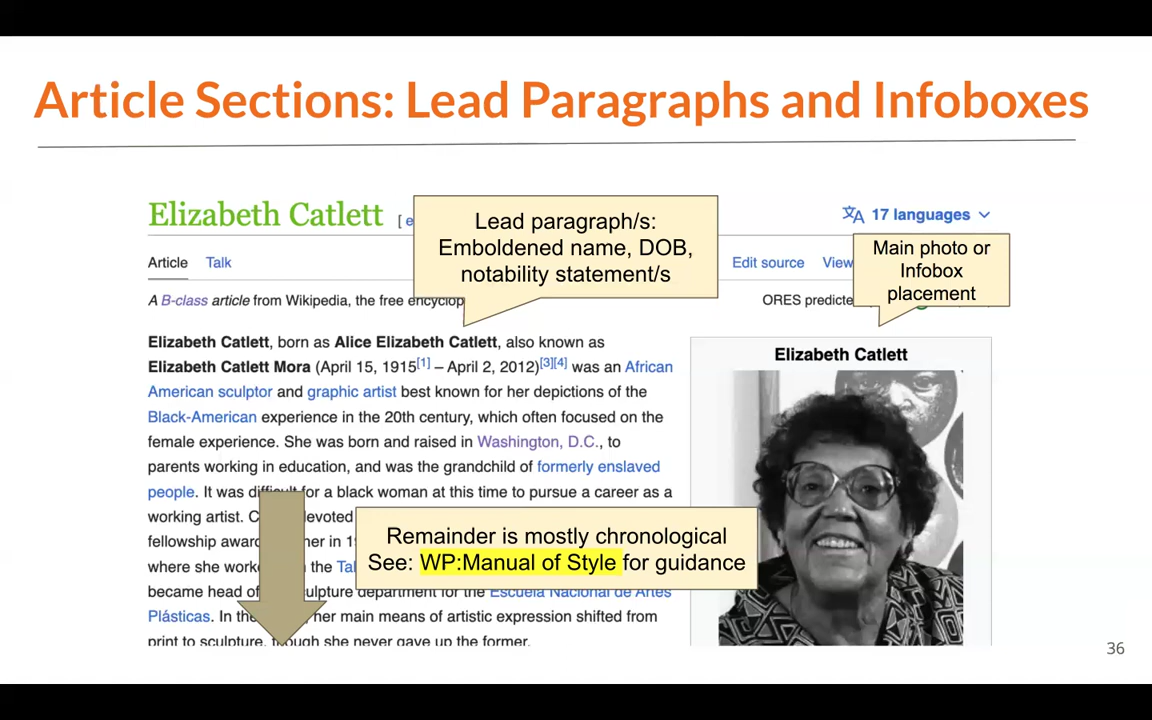 Article Sections: Lead Paragraphs and Infoboxes
Elizabeth Catlett [ e
Lead paragraph/s:
Emboldened name, DOB,
notability statement/s
17 languages
Article Talk
Edit source View
Main photo or
Infobox
placement
A B-class article from Wikipedia, the free encyclop
ORES predicte
Elizabeth Catlett, born as Alice Elizabeth Catlett, also known as
Elizabeth Catlett Mora (April 15, 1915[1] – April 2, 2012)[3][4] was an African
American sculptor and graphic artist best known for her depictions of the
Black-American experience in the 20th century, which often focused on the
female experience. She was born and raised in Washington, D.C., to
parents working in education, and was the grandchild of formerly enslaved
people. It was difficult for a black woman at this time to pursue a career as a
working artist. C devoted
fellowship awar her in 1
where she worke the Ta
became head of sculpture department for the Escuela Nacional de Artes
Plásticas. In the her main means of artistic expression shifted from
print to sculpture, though she never gave up the former.
Elizabeth Catlett
Remainder is mostly chronological
See: WP:Manual of Style for guidance
36